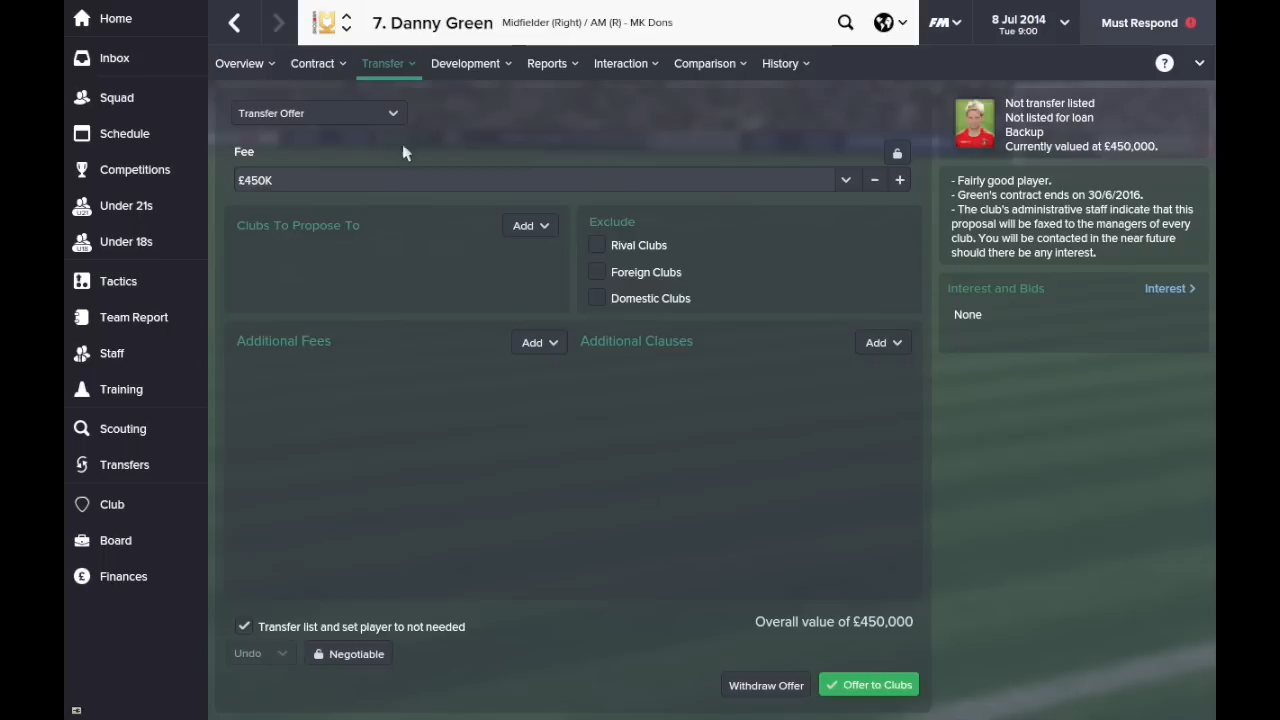 Home
Inbox
Squad
Schedule
Competitions
Under 21s
Under 18s
Tactics
Team Report
Staff
Training
Scouting
Transfers
Club
Board
Finances
7. Danny Green
Midfielder (Right) / AM (R) - MK Dons
FM
8 Jul 2014
Tue 9:00
Must Respond
Overview
Contract
Transfer
Development
Reports
Interaction
Comparison
History
?
Transfer Offer
Fee
£450K
Clubs To Propose To
Add
Exclude
Rival Clubs
Foreign Clubs
Domestic Clubs
Additional Fees
Add
Additional Clauses
Add
Transfer list and set player to not needed
Overall value of £450,000
Undo
Negotiable
Withdraw Offer
Offer to Clubs
Not transfer listed
Not listed for loan
Backup
Currently valued at £450,000.
- Fairly good player.
- Green's contract ends on 30/6/2016.
- The club's administrative staff indicate that this
proposal will be faxed to the managers of every
club. You will be contacted in the near future
should there be any interest.
Interest and Bids
Interest >
None